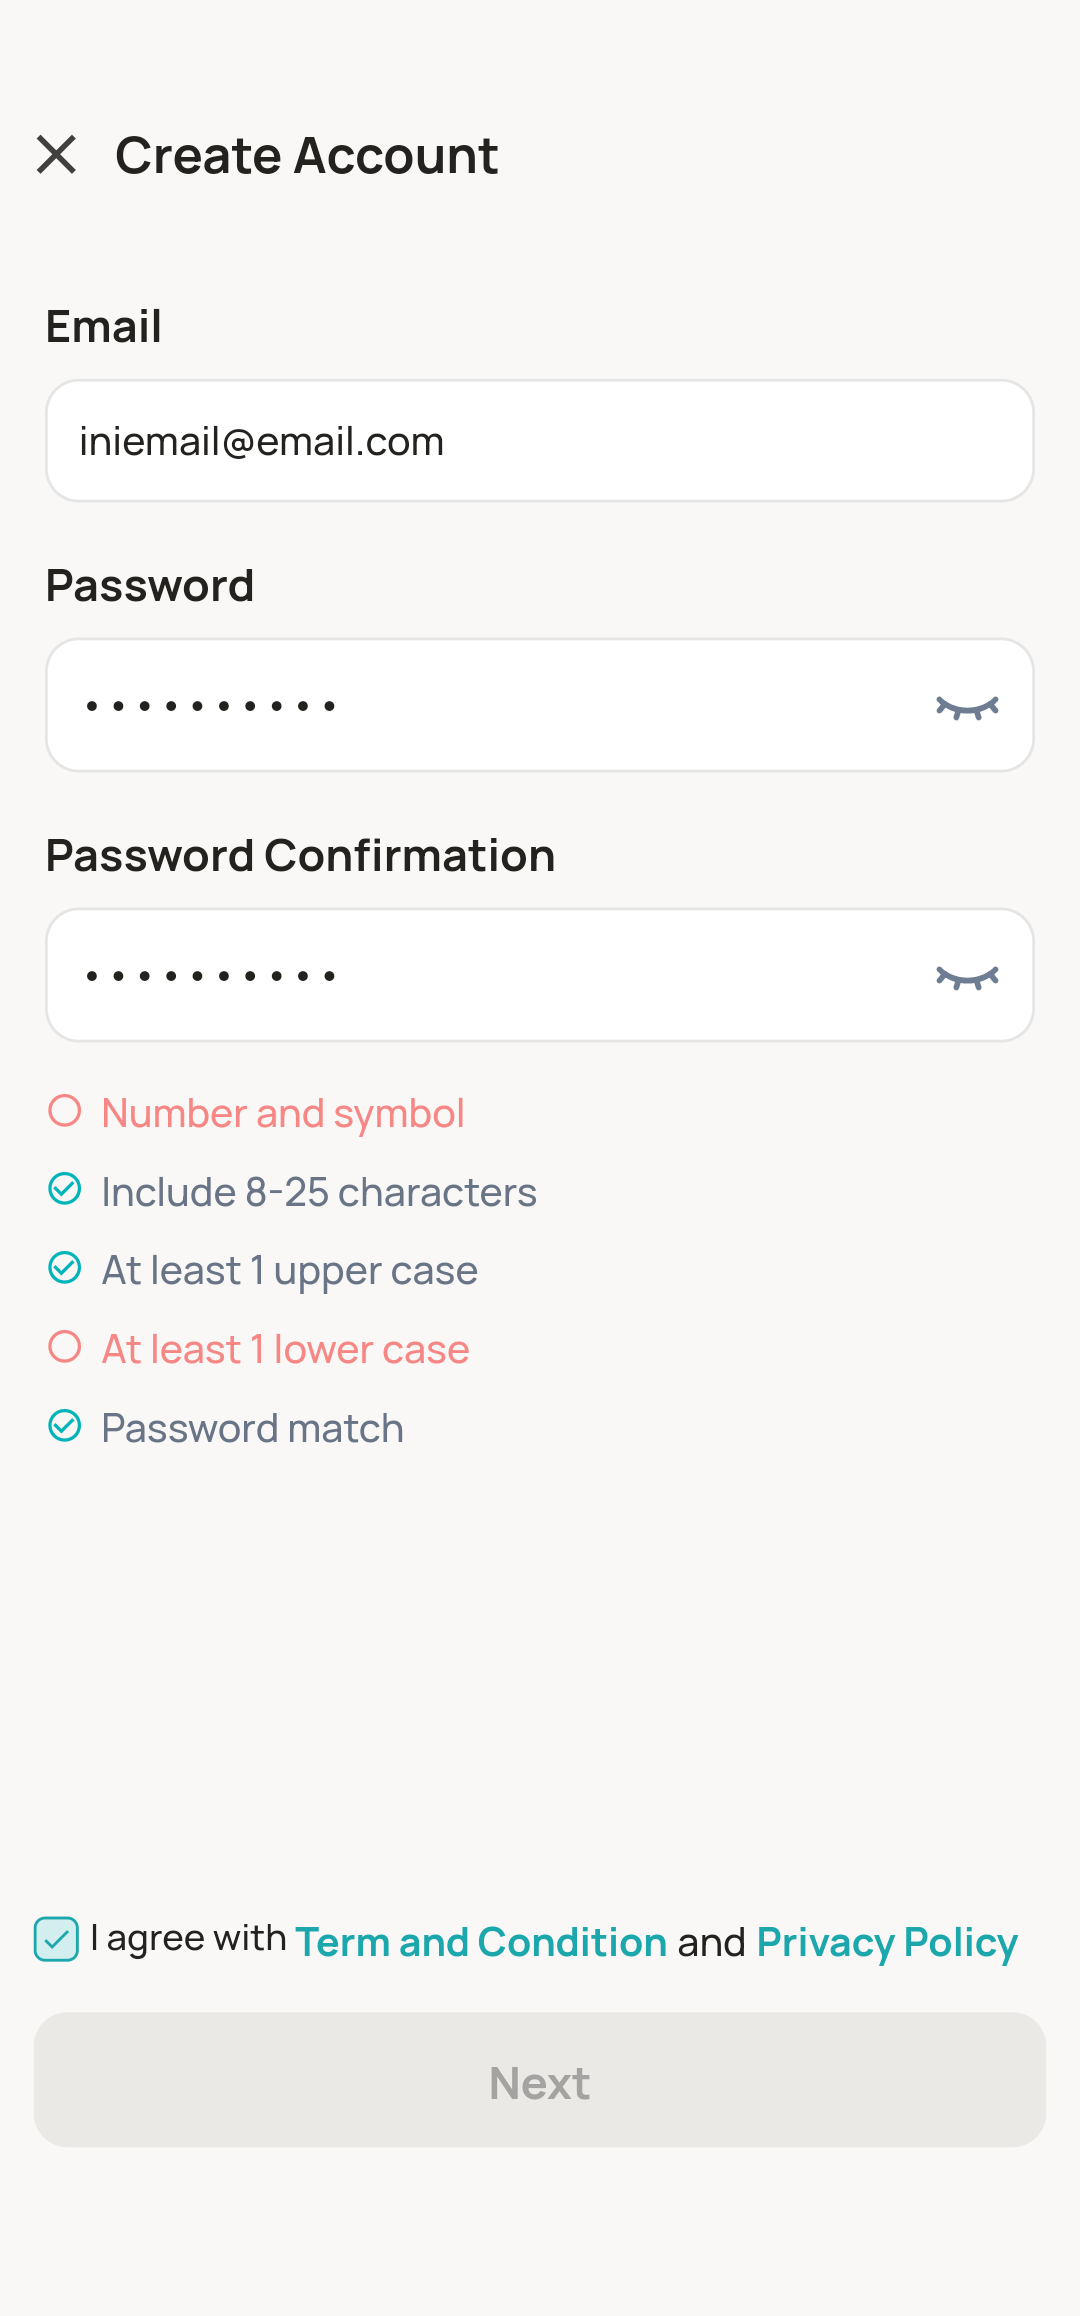 Create Account
Email
iniemail@email.com
Password
••••••••••
Password Confirmation
••••••••••
Number and symbol
Include 8-25 characters
At least 1 upper case
At least 1 lower case
Password match
I agree with Term and Condition and Privacy Policy
Next